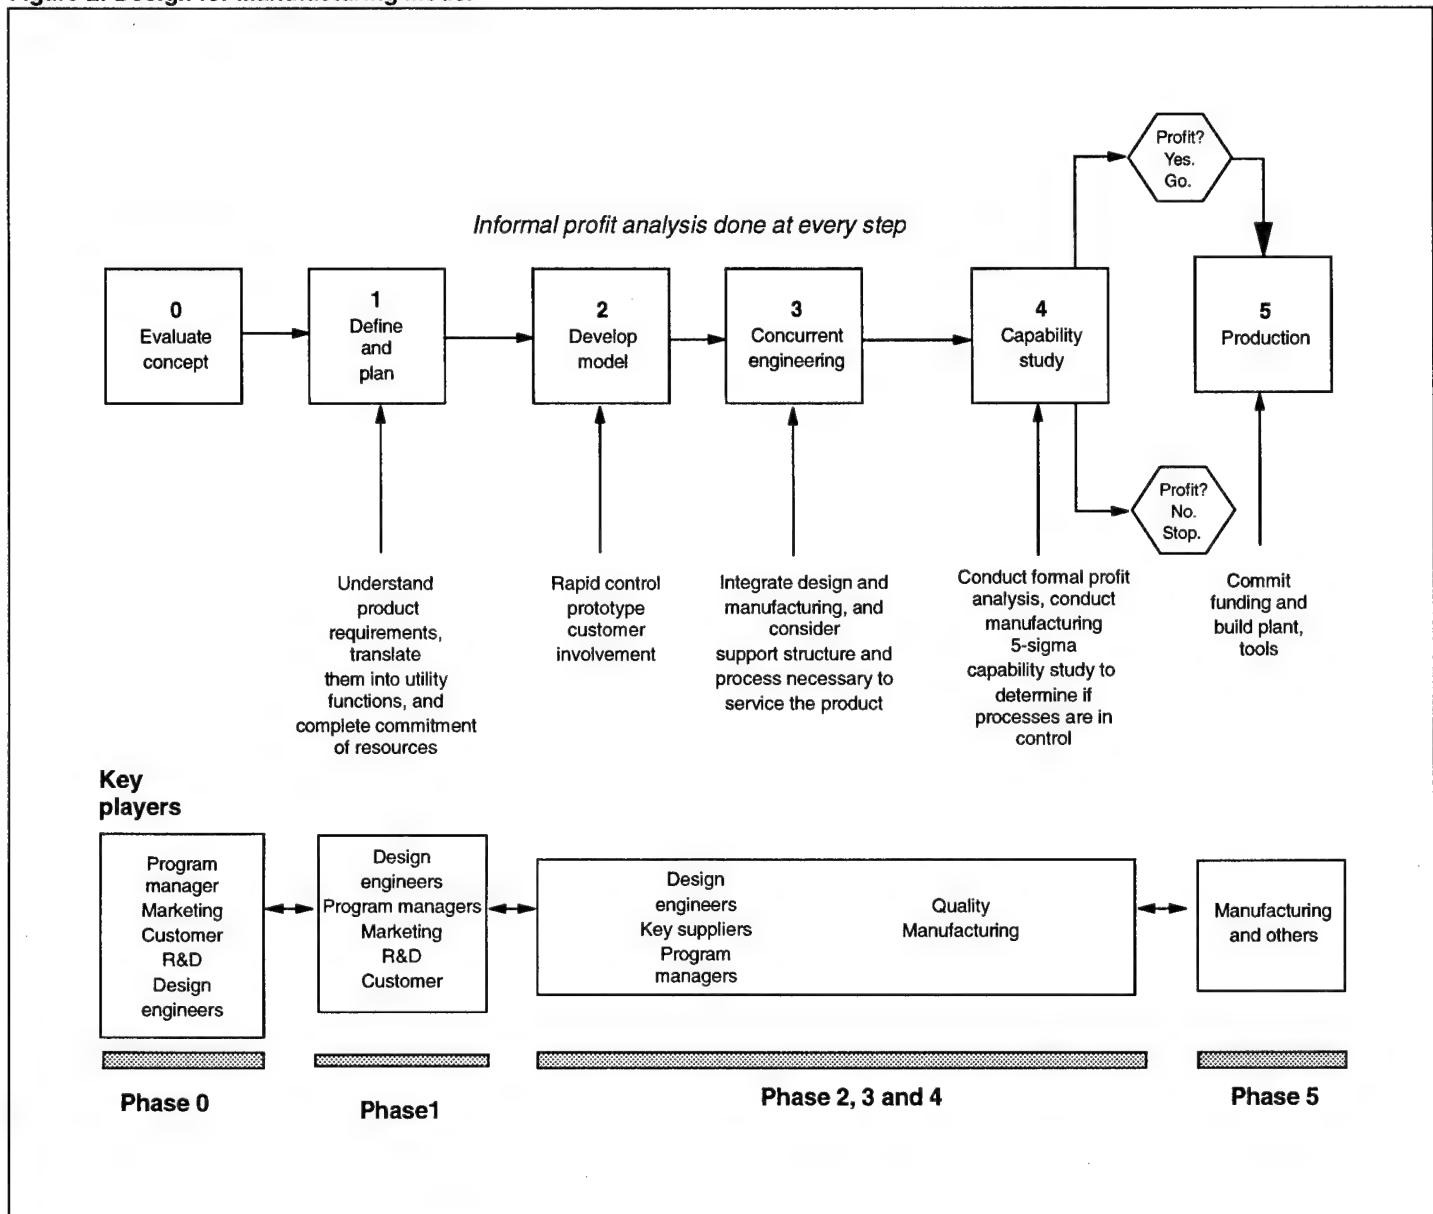 Profit?
Yes.
Go.
Informal profit analysis done at every step
0
Evaluate
concept
1
Define
and
plan
2
Develop
model
3
Concurrent
engineering
4
Capability
study
5
Production
Profit?
No.
Stop.
Understand
product
requirements,
translate
them into utility
functions, and
complete commitment
of resources
Rapid control
prototype
customer
involvement
Integrate design and
manufacturing, and
consider
support structure and
process necessary to
service the product
Conduct formal profit
analysis, conduct
manufacturing
5-sigma
capability study to
determine if
processes are in
control
Commit
funding and
build plant,
tools
Key
players
Program
manager
Marketing
Customer
R&D
Design
engineers
Design
engineers
Program managers
Marketing
R&D
Customer
Design
engineers
Key suppliers
Program
managers
Quality
Manufacturing
Manufacturing
and others
Phase 0
Phase1
Phase 2, 3 and 4
Phase 5